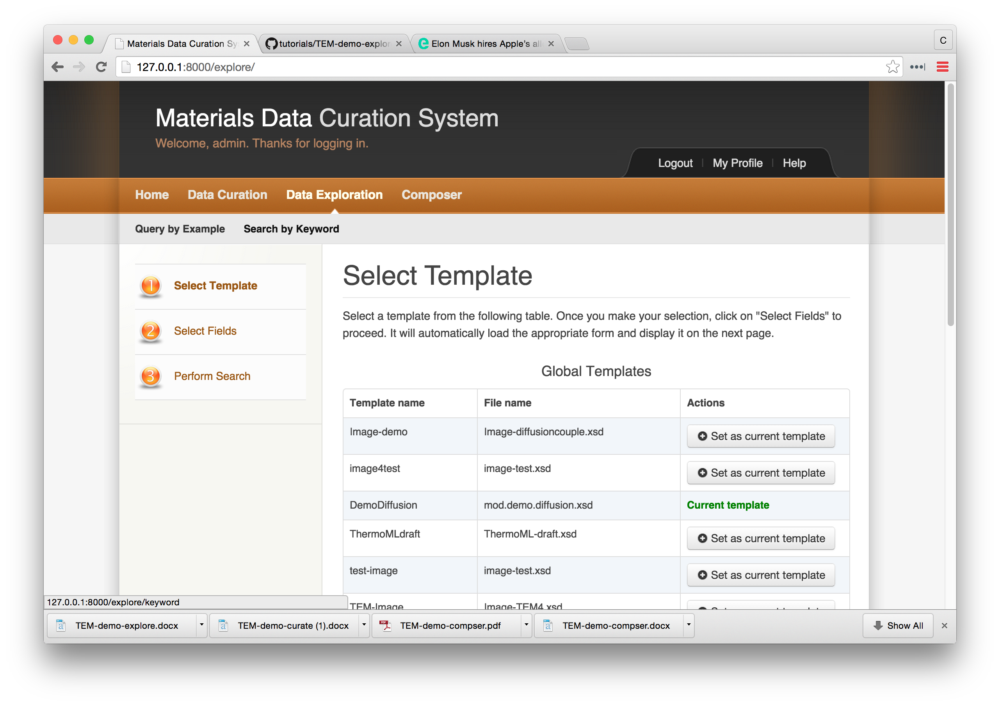 Materials Data Curation Sy
tutorials/TEM-demo-explor
Elon Musk hires Apple's all
C
127.0.0.1:8000/explore/
Materials Data Curation System
Welcome, admin. Thanks for logging in.
Logout | My Profile | Help
Home Data Curation Data Exploration Composer
Query by Example Search by Keyword
1 Select Template
2 Select Fields
3 Perform Search
Select Template
Select a template from the following table. Once you make your selection, click on "Select Fields" to
proceed. It will automatically load the appropriate form and display it on the next page.
Global Templates
Template name File name Actions
Image-demo Image-diffusioncouple.xsd Set as current template
image4test image-test.xsd Set as current template
DemoDiffusion mod.demo.diffusion.xsd Current template
ThermoMLdraft ThermoML-draft.xsd Set as current template
test-image image-test.xsd Set as current template
TEM-Image Image-TEM4.xsd Set as current template
127.0.0.1:8000/explore/keyword
TEM-demo-explore.docx TEM-demo-curate (1).docx TEM-demo-compser.pdf TEM-demo-compser.docx Show All